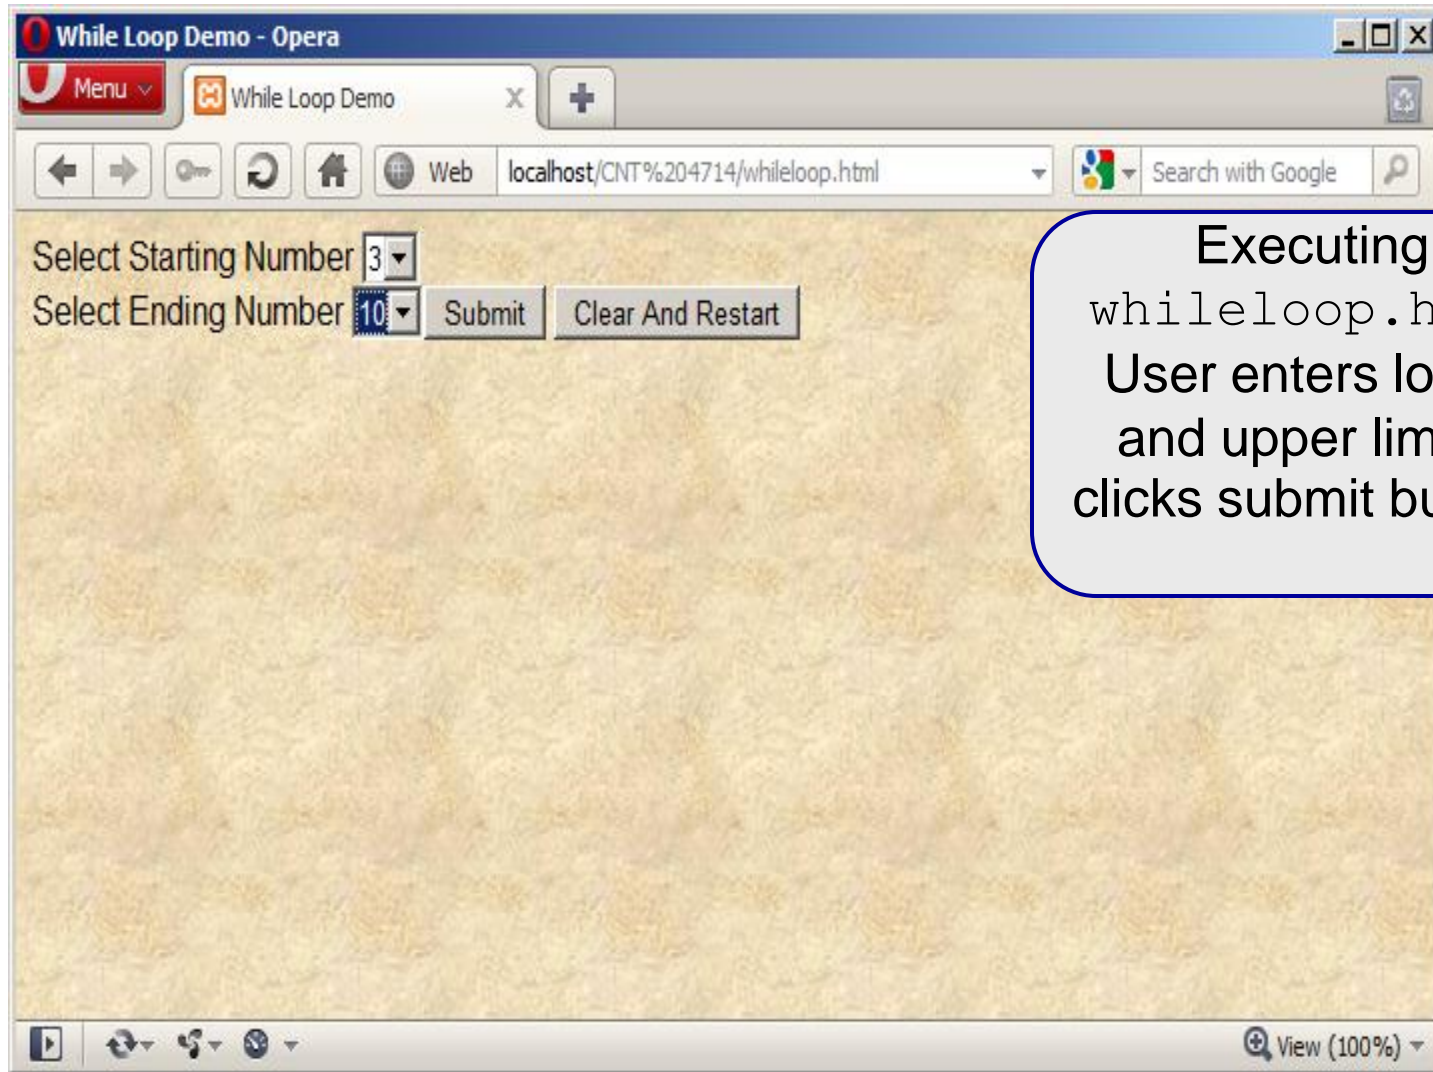 While Loop Demo - Opera
Menu
While Loop Demo
Web localhost/CNT%204714/whileloop.html Search with Google
Select Starting Number 3
Select Ending Number 10 Submit Clear And Restart
Executing
whileloop.h
User enters lo
and upper lim
clicks submit bu
View (100%)